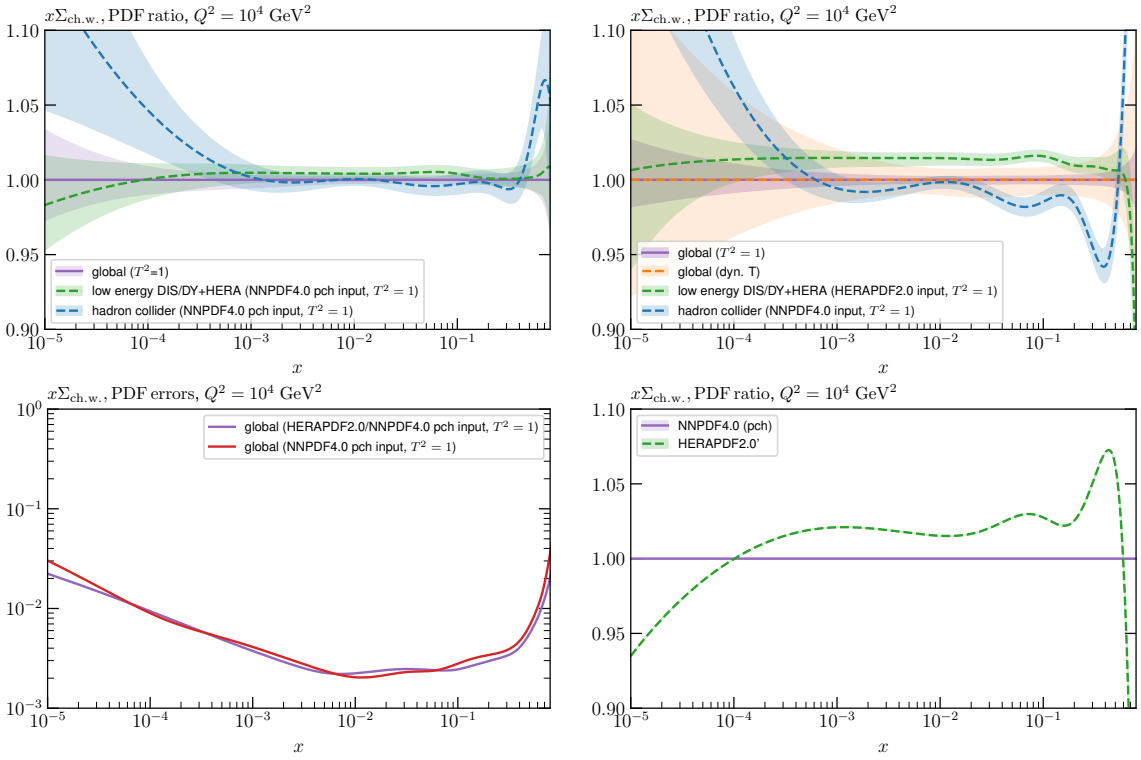 xΣch.w., PDF ratio, Q² = 10⁴ GeV²
1.10
1.05
1.00
0.95
0.90
global (T²=1)
low energy DIS/DY+HERA (NNPDF4.0 pch input, T² = 1)
hadron collider (NNPDF4.0 pch input, T² = 1)
10⁻⁵ 10⁻⁴ 10⁻³ 10⁻² 10⁻¹
x
xΣch.w., PDF ratio, Q² = 10⁴ GeV²
1.10
1.05
1.00
0.95
0.90
global (T² = 1)
global (dyn. T)
low energy DIS/DY+HERA (HERAPDF2.0 input, T² = 1)
hadron collider (NNPDF4.0 input, T² = 1)
10⁻⁵ 10⁻⁴ 10⁻³ 10⁻² 10⁻¹
x
xΣch.w., PDF errors, Q² = 10⁴ GeV²
10⁰
10⁻¹
10⁻²
10⁻³
global (HERAPDF2.0/NNPDF4.0 pch input, T² = 1)
global (NNPDF4.0 pch input, T² = 1)
10⁻⁵ 10⁻⁴ 10⁻³ 10⁻² 10⁻¹
x
xΣch.w., PDF ratio, Q² = 10⁴ GeV²
1.10
1.05
1.00
0.95
0.90
NNPDF4.0 (pch)
HERAPDF2.0'
10⁻⁵ 10⁻⁴ 10⁻³ 10⁻² 10⁻¹
x